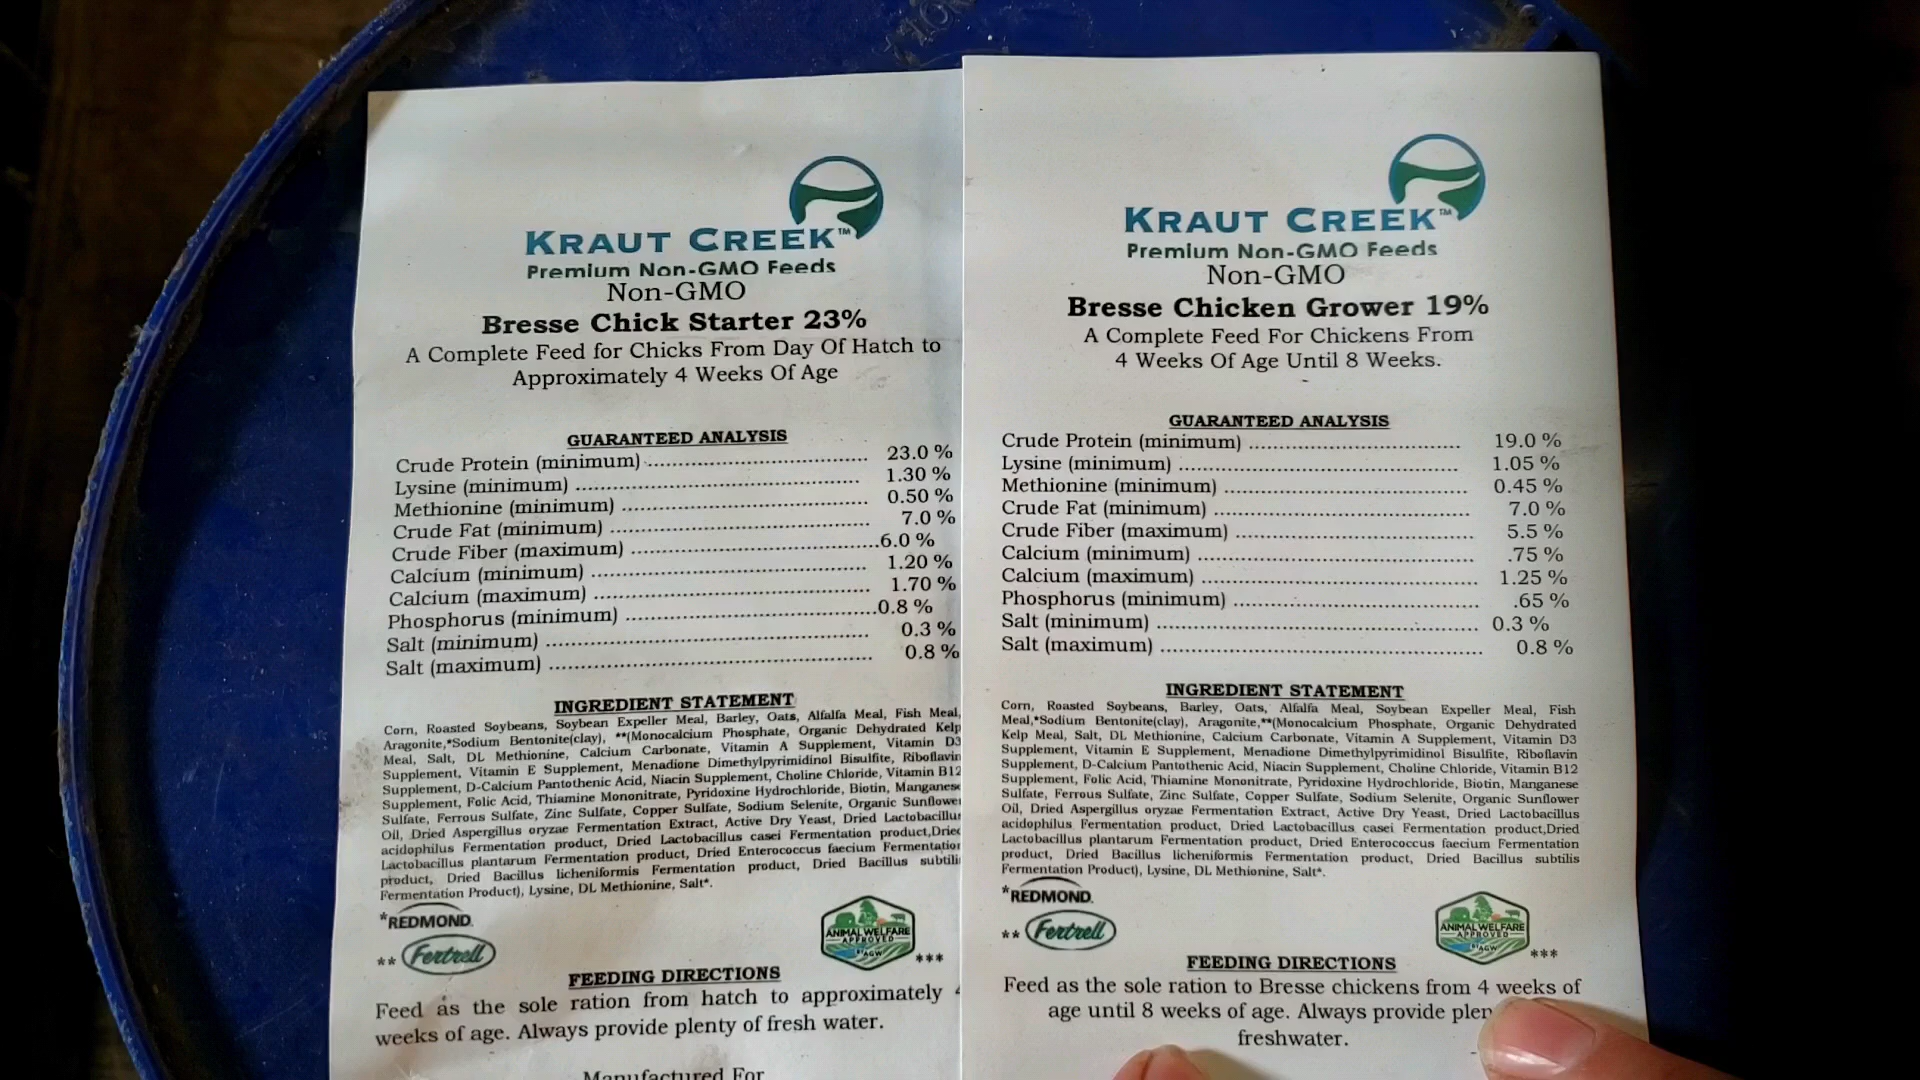 KRAUT CREEK™
Premium Non-GMO Feeds
Non-GMO
Bresse Chick Starter 23%
A Complete Feed for Chicks From Day Of Hatch to
Approximately 4 Weeks Of Age
GUARANTEED ANALYSIS
Crude Protein (minimum) 23.0 %
Lysine (minimum) 1.30 %
Methionine (minimum) 0.50 %
Crude Fat (minimum) 7.0 %
Crude Fiber (maximum) 6.0 %
Calcium (minimum) 1.20 %
Calcium (maximum) 1.70 %
Phosphorus (minimum) 0.8 %
Salt (minimum) 0.3 %
Salt (maximum) 0.8 %
INGREDIENT STATEMENT
Corn, Roasted Soybeans, Soybean Expeller Meal, Barley, Oats, Alfalfa Meal, Fish Meal,
Aragonite,*Sodium Bentonite(clay), **(Monocalcium Phosphate, Organic Dehydrated Kelp
Meal, Salt, DL Methionine, Calcium Carbonate, Vitamin A Supplement, Vitamin D3
Supplement, Vitamin E Supplement, Menadione Dimethylpyrimidinol Bisulfite, Riboflavin
Supplement, D-Calcium Pantothenic Acid, Niacin Supplement, Choline Chloride, Vitamin B12
Supplement, Folic Acid, Thiamine Mononitrate, Pyridoxine Hydrochloride, Biotin, Manganese
Sulfate, Ferrous Sulfate, Zinc Sulfate, Copper Sulfate, Sodium Selenite, Organic Sunflower
Oil, Dried Aspergillus oryzae Fermentation Extract, Active Dry Yeast, Dried Lactobacillus
acidophilus Fermentation product, Dried Lactobacillus casei Fermentation product,Dried
Lactobacillus plantarum Fermentation product, Dried Enterococcus faecium Fermentation
product, Dried Bacillus licheniformis Fermentation product, Dried Bacillus subtilis
Fermentation Product), Lysine, DL Methionine, Salt*.
*REDMOND.
** Fertrell
ANIMAL WELFARE
APPROVED
BY AGW
***
FEEDING DIRECTIONS
Feed as the sole ration from hatch to approximately 4
weeks of age. Always provide plenty of fresh water.
Manufactured For
KRAUT CREEK™
Premium Non-GMO Feeds
Non-GMO
Bresse Chicken Grower 19%
A Complete Feed For Chickens From
4 Weeks Of Age Until 8 Weeks.
GUARANTEED ANALYSIS
Crude Protein (minimum) 19.0 %
Lysine (minimum) 1.05 %
Methionine (minimum) 0.45 %
Crude Fat (minimum) 7.0 %
Crude Fiber (maximum) 5.5 %
Calcium (minimum) .75 %
Calcium (maximum) 1.25 %
Phosphorus (minimum) .65 %
Salt (minimum) 0.3 %
Salt (maximum) 0.8 %
INGREDIENT STATEMENT
Corn, Roasted Soybeans, Barley, Oats, Alfalfa Meal, Soybean Expeller Meal, Fish
Meal,*Sodium Bentonite(clay), Aragonite,**(Monocalcium Phosphate, Organic Dehydrated
Kelp Meal, Salt, DL Methionine, Calcium Carbonate, Vitamin A Supplement, Vitamin D3
Supplement, Vitamin E Supplement, Menadione Dimethylpyrimidinol Bisulfite, Riboflavin
Supplement, D-Calcium Pantothenic Acid, Niacin Supplement, Choline Chloride, Vitamin B12
Supplement, Folic Acid, Thiamine Mononitrate, Pyridoxine Hydrochloride, Biotin, Manganese
Sulfate, Ferrous Sulfate, Zinc Sulfate, Copper Sulfate, Sodium Selenite, Organic Sunflower
Oil, Dried Aspergillus oryzae Fermentation Extract, Active Dry Yeast, Dried Lactobacillus
acidophilus Fermentation product, Dried Lactobacillus casei Fermentation product,Dried
Lactobacillus plantarum Fermentation product, Dried Enterococcus faecium Fermentation
product, Dried Bacillus licheniformis Fermentation product, Dried Bacillus subtilis
Fermentation Product), Lysine, DL Methionine, Salt*.
*REDMOND.
** Fertrell
ANIMAL WELFARE
APPROVED
BY AGW
***
FEEDING DIRECTIONS
Feed as the sole ration to Bresse chickens from 4 weeks of
age until 8 weeks of age. Always provide plen
freshwater.